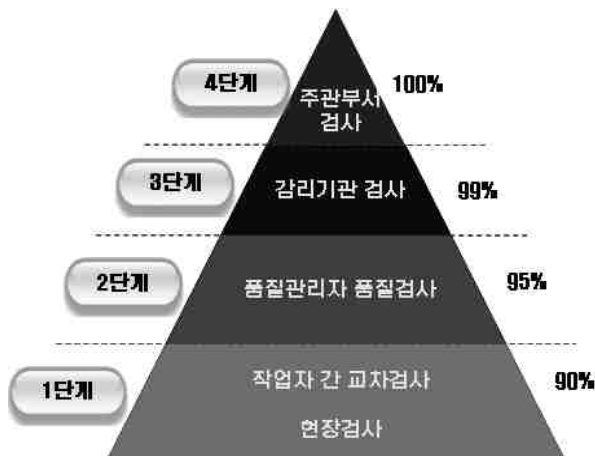 4단계
주관부서
검사
100%
3단계
감리기관 검사
99%
2단계
품질관리자 품질검사
95%
1단계
작업자 간 교차검사
현장검사
90%